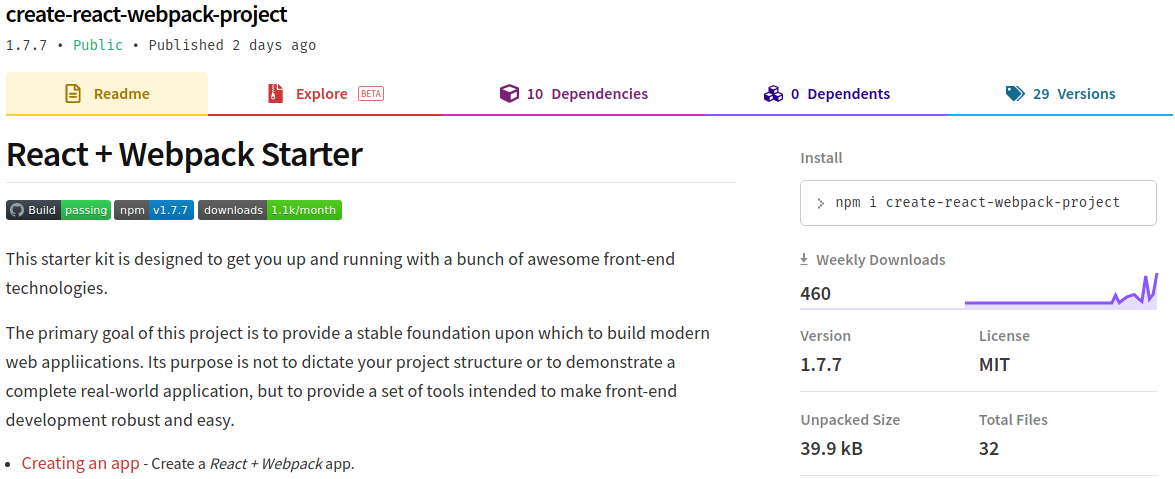 create-react-webpack-project
1.7.7 • Public • Published 2 days ago
Readme
Explore BETA
10 Dependencies
0 Dependents
29 Versions
React + Webpack Starter
Build passing npm v1.7.7 downloads 1.1k/month
This starter kit is designed to get you up and running with a bunch of awesome front-end
technologies.
The primary goal of this project is to provide a stable foundation upon which to build modern
web appliications. Its purpose is not to dictate your project structure or to demonstrate a
complete real-world application, but to provide a set of tools intended to make front-end
development robust and easy.
• Creating an app - Create a React + Webpack app.
Install
> npm i create-react-webpack-project
Weekly Downloads
460
Version
License
1.7.7
MIT
Unpacked Size
Total Files
39.9 kB
32